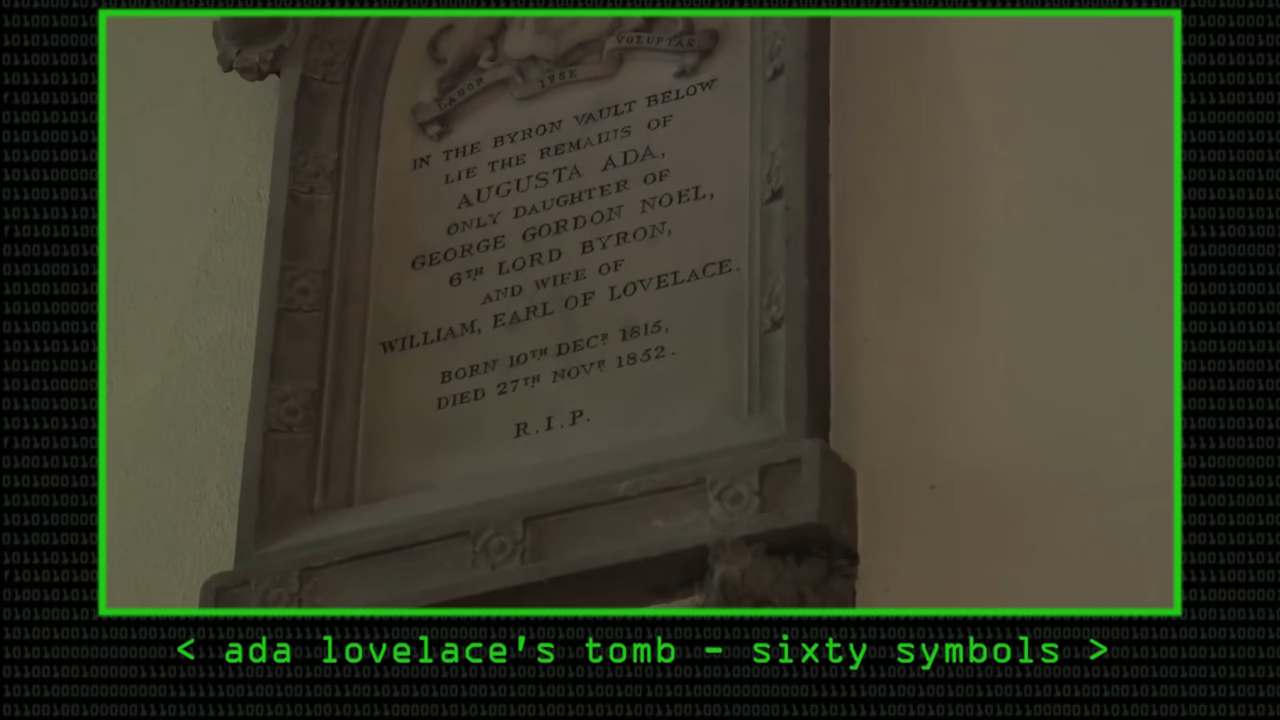 LABOR IPSE VOLUPTAS.
IN THE BYRON VAULT BELOW
LIE THE REMAINS OF
AUGUSTA ADA,
ONLY DAUGHTER OF
GEORGE GORDON NOEL,
6TH LORD BYRON,
AND WIFE OF
WILLIAM, EARL OF LOVELACE.
BORN 10TH DECR 1815,
DIED 27TH NOVR 1852.
R.I.P.
< ada lovelace's tomb - sixty symbols >